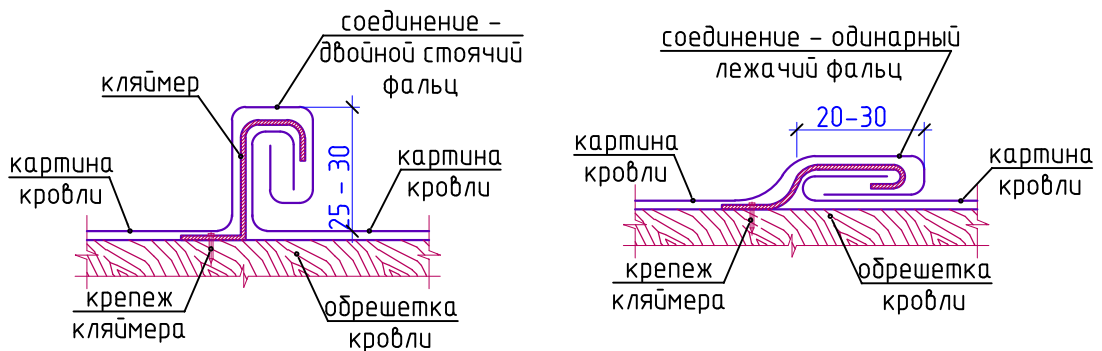 соединение -
двойной стоячий
фальц
кляймер
картина
кровли
картина
кровли
25 - 30
крепеж
кляймера
обрешетка
кровли
соединение - одинарный
лежачий фальц
20-30
картина
кровли
картина
кровли
крепеж
кляймера
обрешетка
кровли